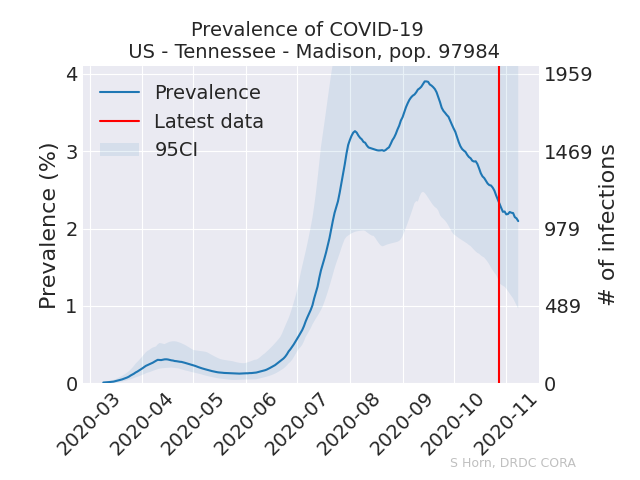 Prevalence of COVID-19
US - Tennessee - Madison, pop. 97984
Prevalence
Latest data
95CI
Prevalence (%)
4
3
2
1
0
1959
1469
979
489
0
# of infections
2020-03
2020-04
2020-05
2020-06
2020-07
2020-08
2020-09
2020-10
2020-11
S Horn, DRDC CORA